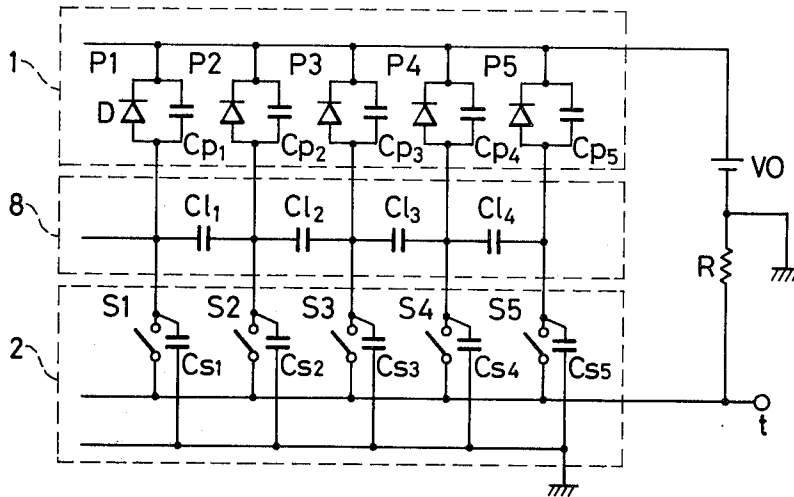 1
P1 P2 P3 P4 P5
D
Cp1 Cp2 Cp3 Cp4 Cp5
VO
8
Cl1 Cl2 Cl3 Cl4
R
S1 S2 S3 S4 S5
2
Cs1 Cs2 Cs3 Cs4 Cs5
t